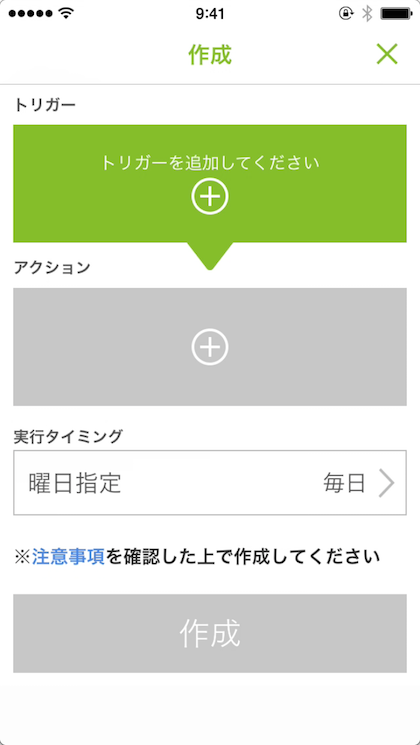 9:41
作成
トリガー
トリガーを追加してください
アクション
実行タイミング
曜日指定 毎日
※注意事項を確認した上で作成してください
作成